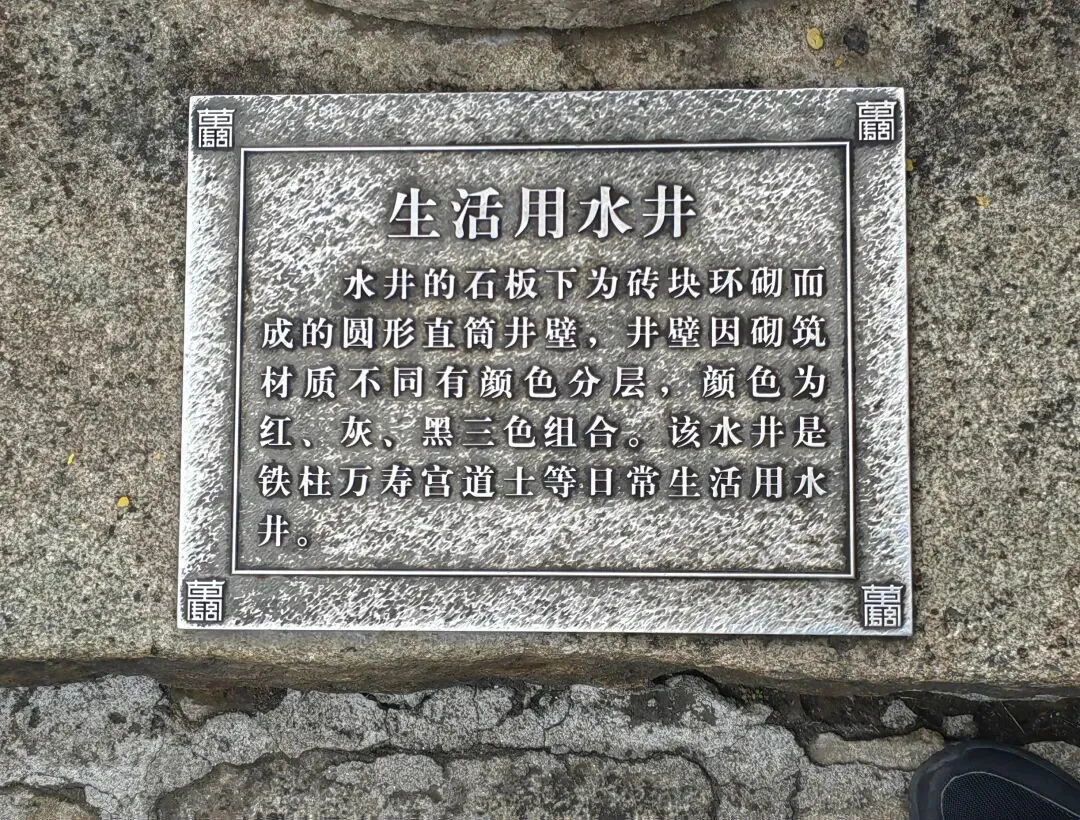 生活用水井
水井的石板下为砖块环砌而
成的圆形直筒井壁，井壁因砌筑
材质不同有颜色分层，颜色为
红、灰、黑三色组合。该水井是
铁柱万寿宫道士等日常生活用水
井。